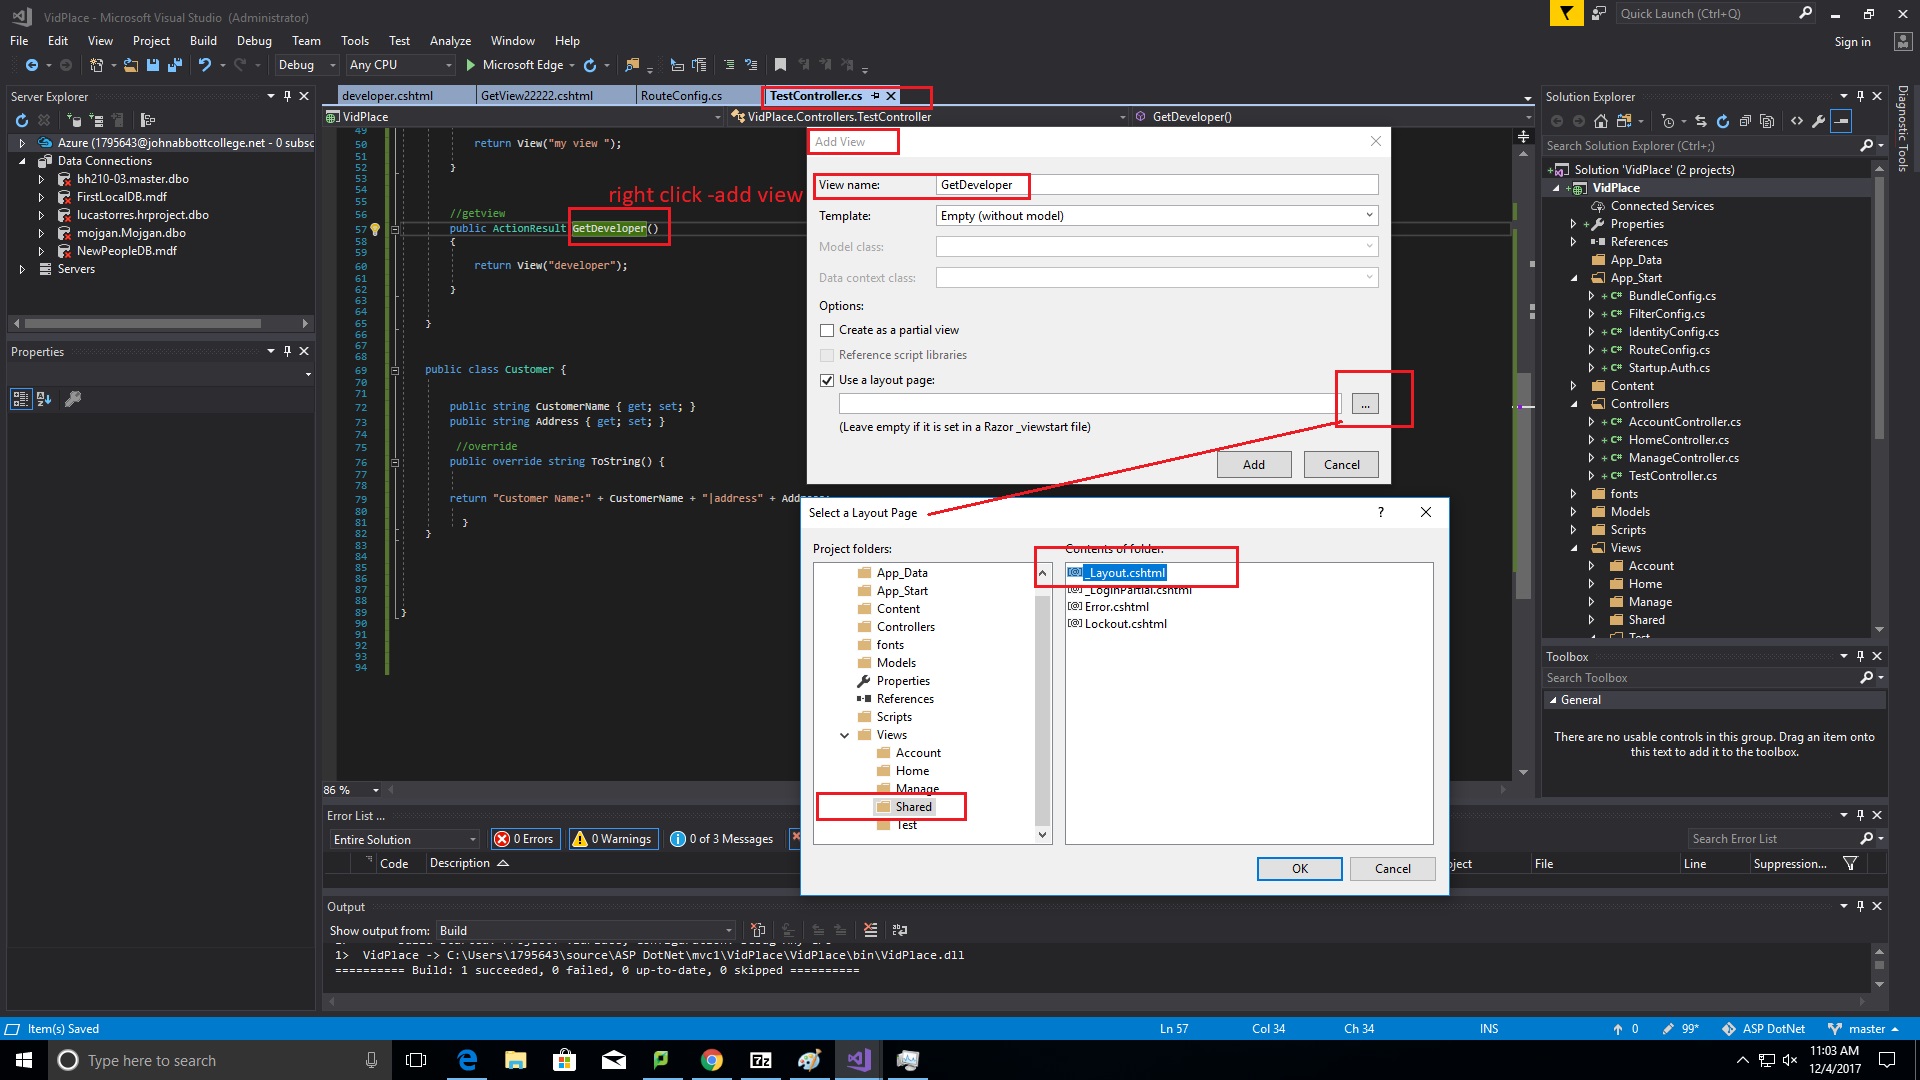 VidPlace - Microsoft Visual Studio (Administrator)
Quick Launch (Ctrl+Q)
File Edit View Project Build Debug Team Tools Test Analyze Window Help
Sign in
Debug Any CPU Microsoft Edge
Server Explorer
Azure (1795643@johnabbottcollege.net - 0 subsc
Data Connections
bh210-03.master.dbo
FirstLocalDB.mdf
lucastorres.hrproject.dbo
mojgan.Mojgan.dbo
NewPeopleDB.mdf
Servers
Properties
developer.cshtml GetView22222.cshtml RouteConfig.cs TestController.cs
VidPlace VidPlace.Controllers.TestController GetDeveloper()
49
50 return View("my view ");
51
52 }
53
54
55
right click -add view
56 //getview
57 public ActionResult GetDeveloper()
58 {
59
60 return View("developer");
61
62 }
63
64
65 }
66
67
68
69 public class Customer {
70
71
72 public string CustomerName { get; set; }
73 public string Address { get; set; }
74
75 //override
76 public override string ToString() {
77
78
79 return "Customer Name:" + CustomerName + "|address" + Address;
80
81 }
82 }
83
84
85
86
87
88
89 }
90
91
92
93
94
86 %
Add View
View name: GetDeveloper
Template: Empty (without model)
Model class:
Data context class:
Options:
Create as a partial view
Reference script libraries
Use a layout page:
...
(Leave empty if it is set in a Razor _viewstart file)
Add Cancel
Select a Layout Page ?
Project folders:
App_Data
App_Start
Content
Controllers
fonts
Models
Properties
References
Scripts
Views
Account
Home
Manage
Shared
Test
Contents of folder:
_Layout.cshtml
_LoginPartial.cshtml
Error.cshtml
Lockout.cshtml
OK Cancel
Solution Explorer
Search Solution Explorer (Ctrl+;)
Solution 'VidPlace' (2 projects)
VidPlace
Connected Services
Properties
References
App_Data
App_Start
C# BundleConfig.cs
C# FilterConfig.cs
C# IdentityConfig.cs
C# RouteConfig.cs
C# Startup.Auth.cs
Content
Controllers
C# AccountController.cs
C# HomeController.cs
C# ManageController.cs
C# TestController.cs
fonts
Models
Scripts
Views
Account
Home
Manage
Shared
Test
Diagnostic Tools
Toolbox
Search Toolbox
General
There are no usable controls in this group. Drag an item onto
this text to add it to the toolbox.
Error List ...
Entire Solution 0 Errors 0 Warnings 0 of 3 Messages
Search Error List
Code Description File Line Suppression...
Output
Show output from: Build
1> VidPlace -> C:\Users\1795643\source\ASP DotNet\mvc1\VidPlace\VidPlace\bin\VidPlace.dll
========== Build: 1 succeeded, 0 failed, 0 up-to-date, 0 skipped ==========
Item(s) Saved
Ln 57 Col 34 Ch 34 INS 0 99* ASP DotNet master
Type here to search
7z
11:03 AM
12/4/2017